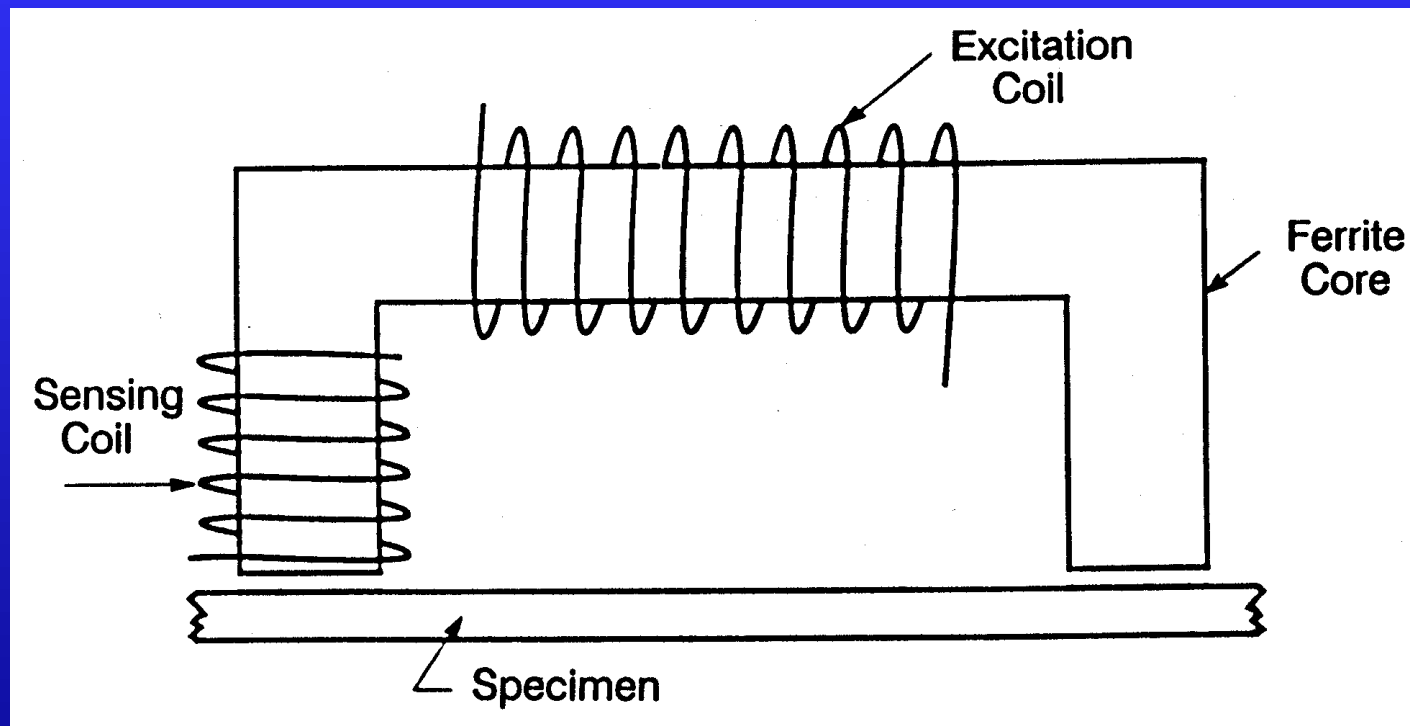 Excitation
Coil
Ferrite
Core
Sensing
Coil
Specimen